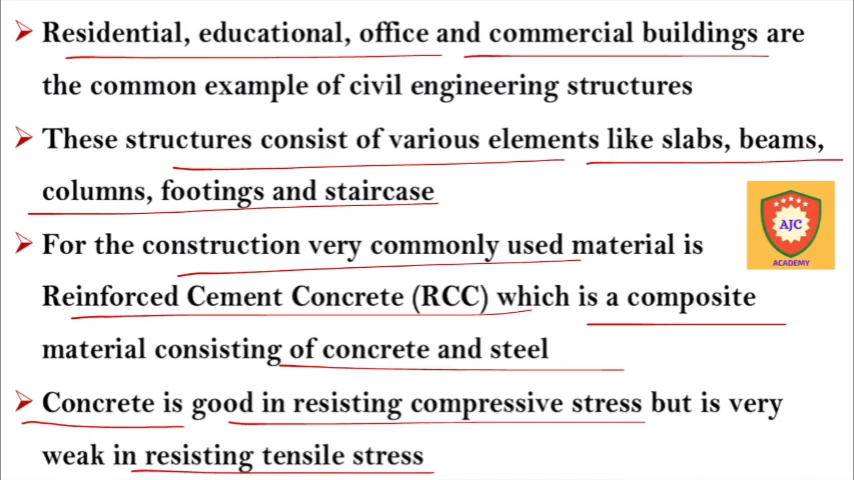 Residential, educational, office and commercial buildings are
the common example of civil engineering structures
These structures consist of various elements like slabs, beams,
columns, footings and staircase
For the construction very commonly used material is
Reinforced Cement Concrete (RCC) which is a composite
material consisting of concrete and steel
Concrete is good in resisting compressive stress but is very
weak in resisting tensile stress
AJC
ACADEMY